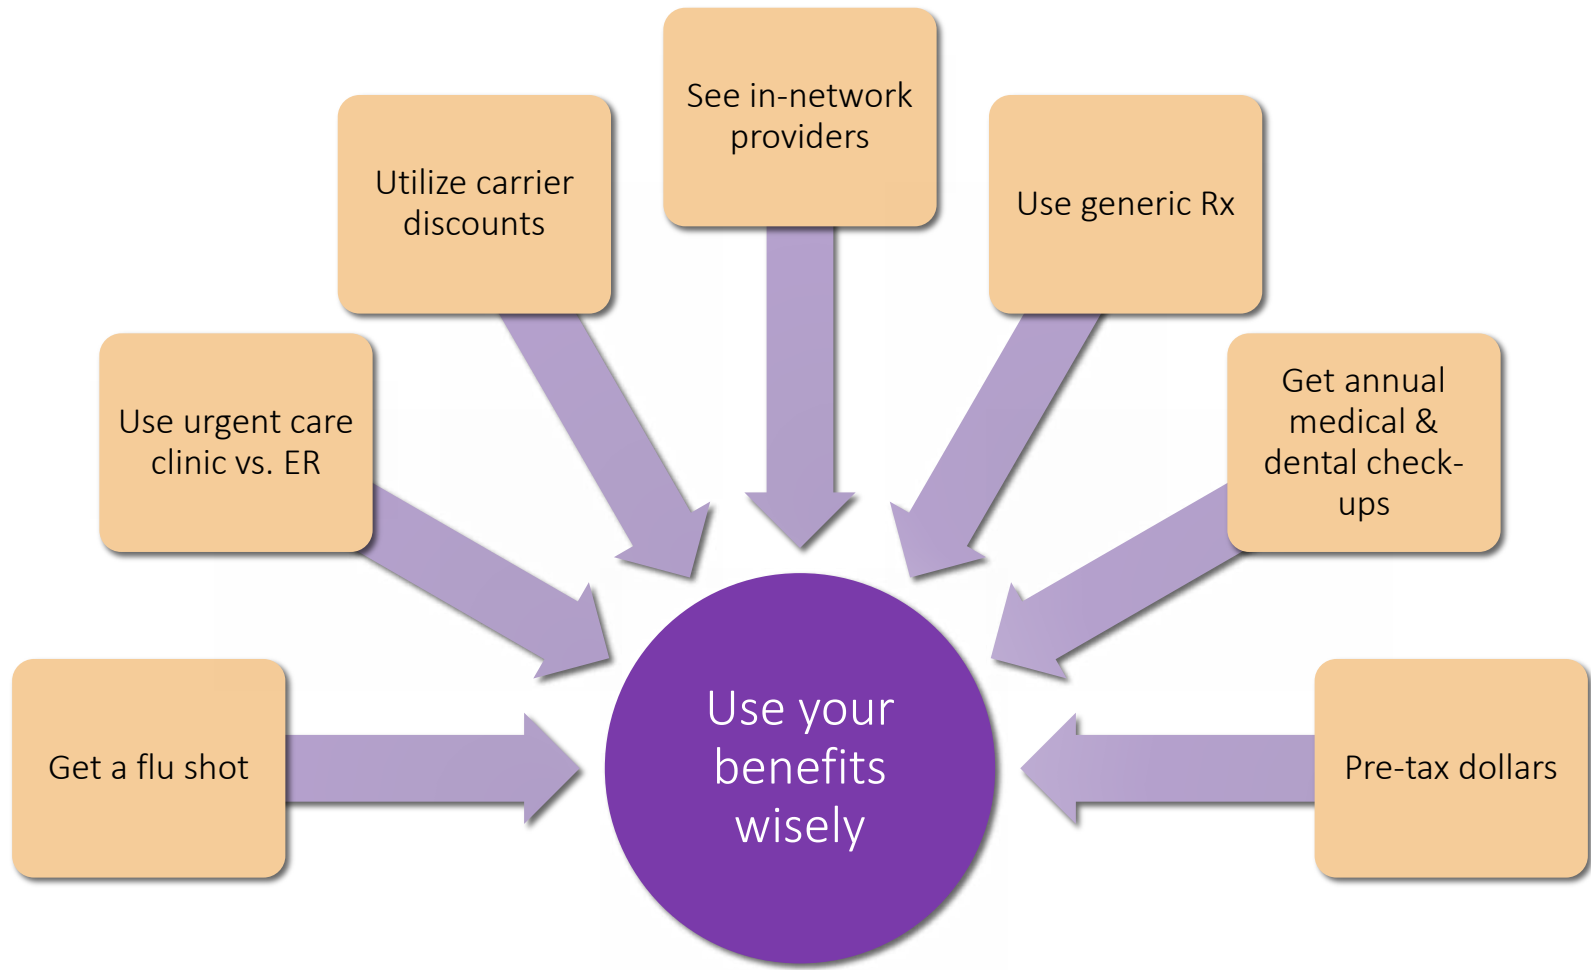 See in-network
providers
Utilize carrier
discounts
Use generic Rx
Use urgent care
clinic vs. ER
Get annual
medical &
dental check-
ups
Get a flu shot
Use your
benefits
wisely
Pre-tax dollars